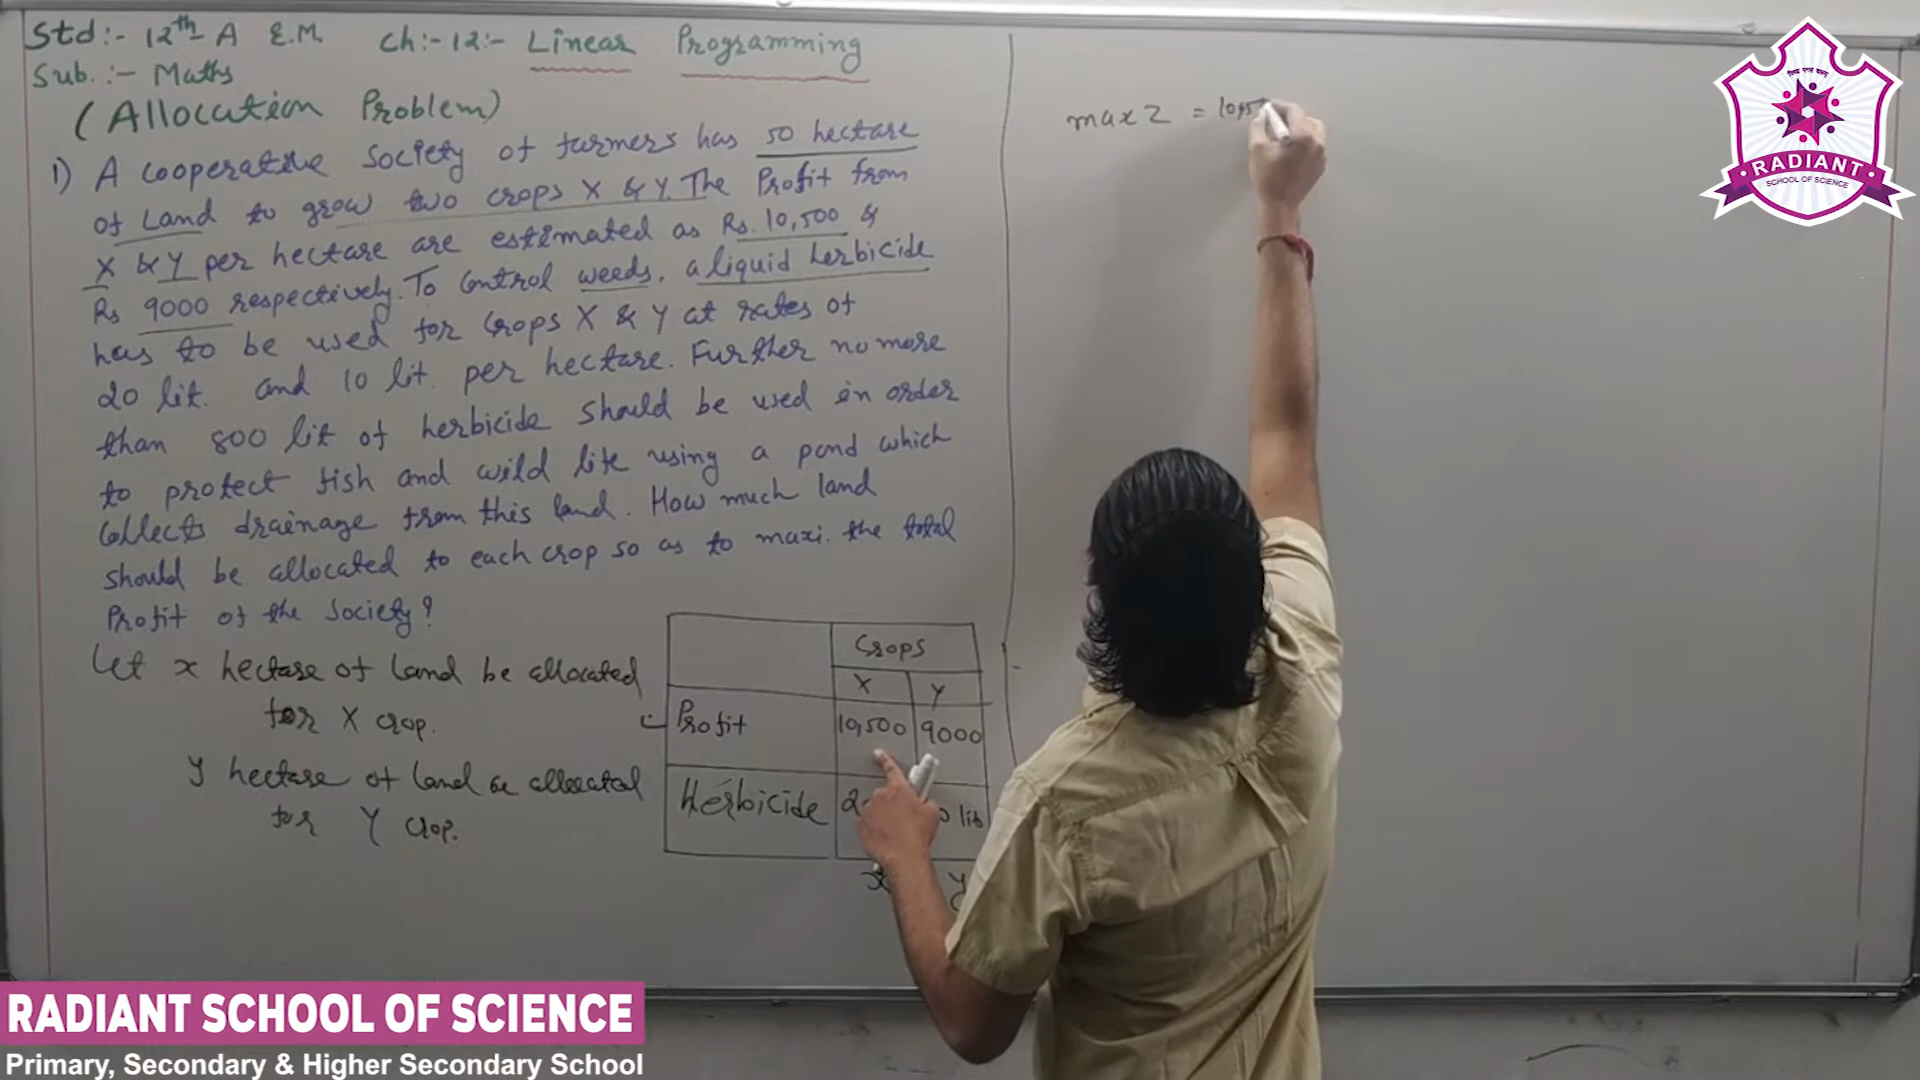 Std:- 12th-A E.M. Ch:-12:- Linear Programming
Sub.:- Maths
(Allocation Problem)
1) A cooperative Society of farmers has 50 hectare
of Land to grow two crops X & Y. The Profit from
X & Y per hectare are estimated as Rs. 10,500 &
Rs 9000 respectively. To Control weeds, a liquid herbicide
has to be used for Crops X & Y at rates of
20 lit. and 10 lit. per hectare. Further no more
than 800 lit of herbicide should be used in order
to protect fish and wild life using a pond which
Collects drainage from this land. How much land
should be allocated to each crop so as to maxi. the total
Profit of the Society?
Let x hectare of Land be allocated
for X crop.
y hectare of land be allocated
for Y crop.
Crops
X Y
Profit 10,500 9000
Herbicide lit
x y
max Z =
RADIANT
SCHOOL OF SCIENCE
RADIANT SCHOOL OF SCIENCE
Primary, Secondary & Higher Secondary School